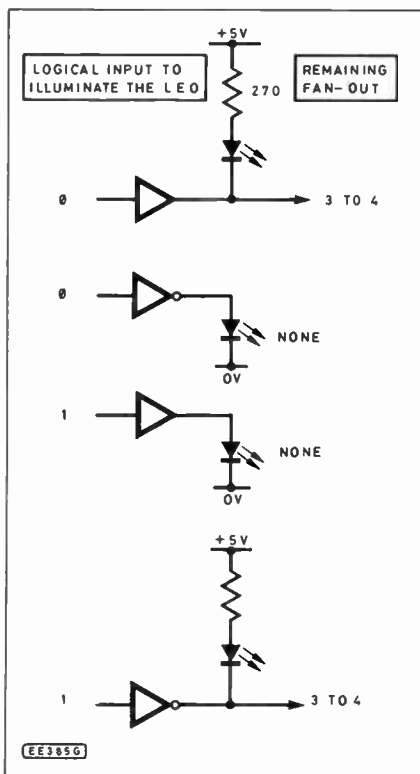 +5V
LOGICAL INPUT TO
ILLUMINATE THE LEO
REMAINING
FAN-OUT
270
0
3 TO 4
0
NONE
0V
1
NONE
0V
+5V
1
3 TO 4
EE385G